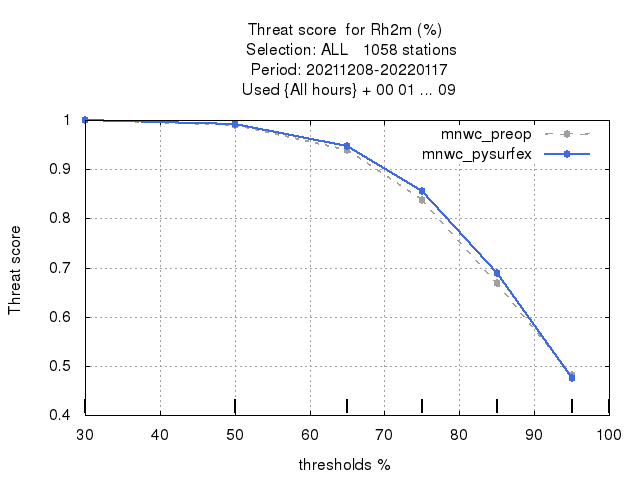 Threat score  for Rh2m (%)
Selection: ALL   1058 stations
Period: 20211208-20220117
Used {All hours} + 00 01 ... 09
mnwc_preop
mnwc_pysurfex
1
0.9
0.8
0.7
0.6
0.5
0.4
Threat score
30 40 50 60 70 80 90 100
thresholds %